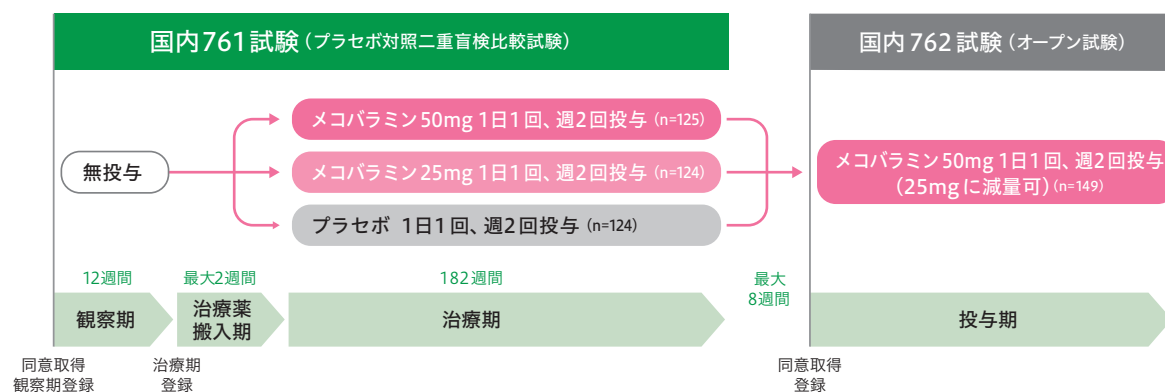 国内761試験（プラセボ対照二重盲検比較試験）
国内762試験（オープン試験）
メコバラミン50mg 1日1回、週2回投与 (n=125)
無投与
メコバラミン25mg 1日1回、週2回投与 (n=124)
プラセボ 1日1回、週2回投与 (n=124)
メコバラミン50mg 1日1回、週2回投与
（25mgに減量可）(n=149)
12週間
最大2週間
182週間
最大
8週間
観察期
治療薬
搬入期
治療期
投与期
同意取得
観察期登録
治療期
登録
同意取得
登録